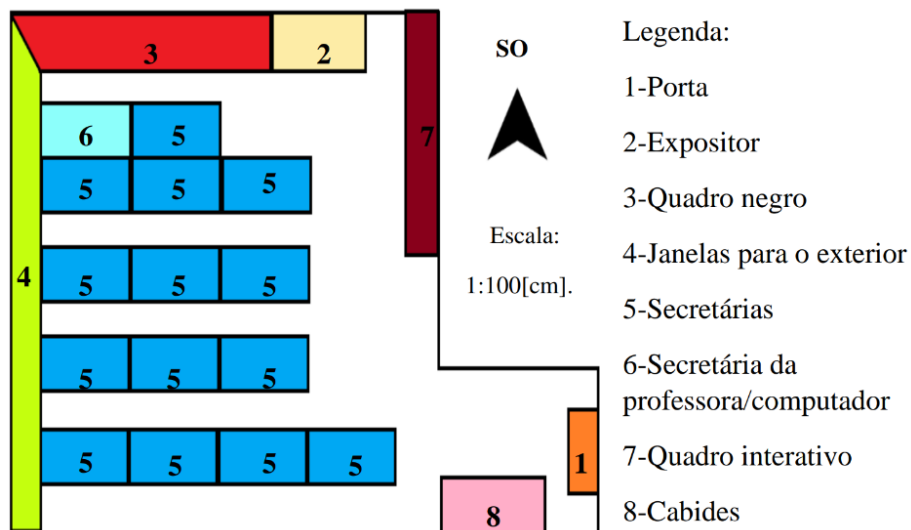 3
2
SO
6
5
7
5
5
5
Escala:
1:100[cm].
4
5
5
5
5
5
5
5
5
5
5
1
8
Legenda:
1-Porta
2-Expositor
3-Quadro negro
4-Janelas para o exterior
5-Secretárias
6-Secretária da
professora/computador
7-Quadro interativo
8-Cabides